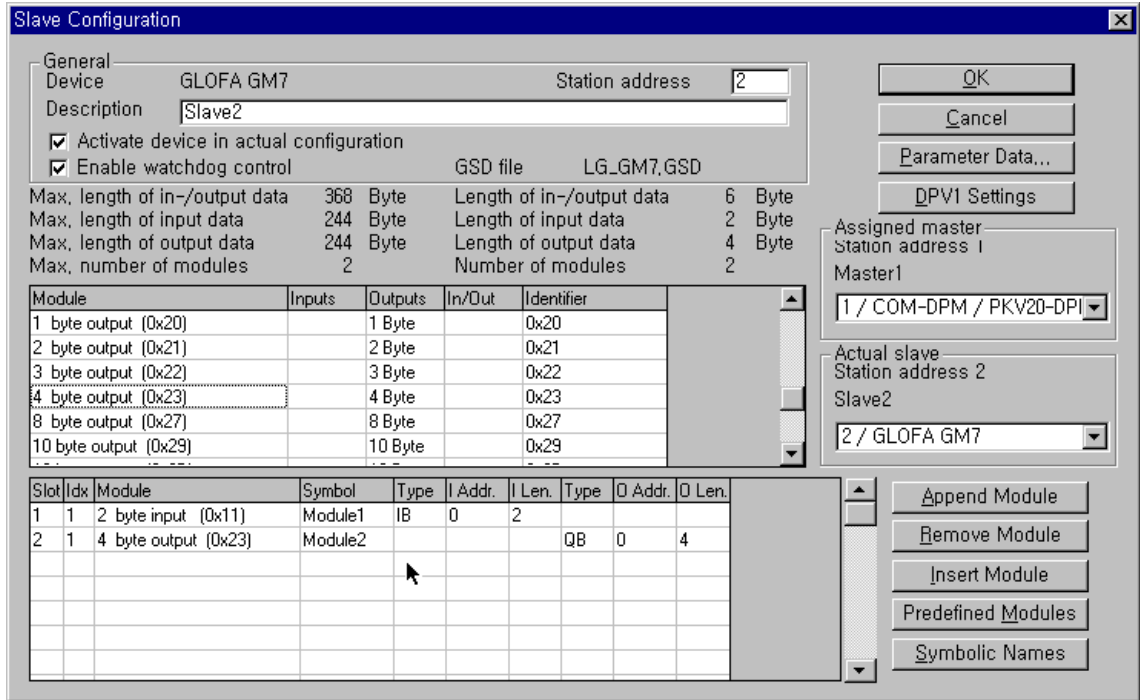 Slave Configuration
General
Device GLOFA GM7 Station address 2
Description Slave2
Activate device in actual configuration
Enable watchdog control GSD file LG_GM7.GSD
Max. length of in-/output data 368 Byte Length of in-/output data 6 Byte
Max. length of input data 244 Byte Length of input data 2 Byte
Max. length of output data 244 Byte Length of output data 4 Byte
Max. number of modules 2 Number of modules 2
Module Inputs Outputs In/Out Identifier
1 byte output (0x20) 1 Byte 0x20
2 byte output (0x21) 2 Byte 0x21
3 byte output (0x22) 3 Byte 0x22
4 byte output (0x23) 4 Byte 0x23
8 byte output (0x27) 8 Byte 0x27
10 byte output (0x29) 10 Byte 0x29
Slot Idx Module Symbol Type I Addr. I Len. Type O Addr. O Len.
1 1 2 byte input (0x11) Module1 IB 0 2
2 1 4 byte output (0x23) Module2 QB 0 4
OK
Cancel
Parameter Data...
DPV1 Settings
Assigned master
Station address 1
Master1
1 / COM-DPM / PKV20-DPI
Actual slave
Station address 2
Slave2
2 / GLOFA GM7
Append Module
Remove Module
Insert Module
Predefined Modules
Symbolic Names